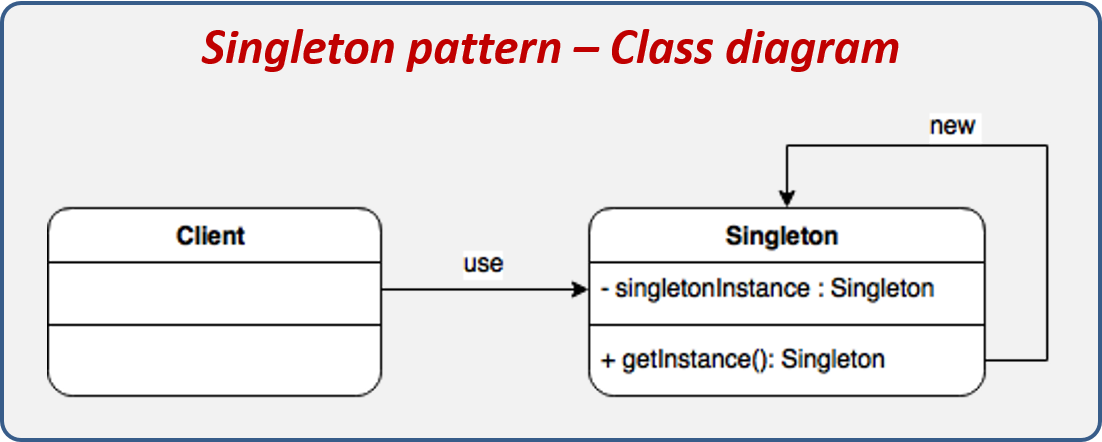 Singleton pattern – Class diagram
new
Client
use
Singleton
- singletonInstance : Singleton
+ getInstance(): Singleton